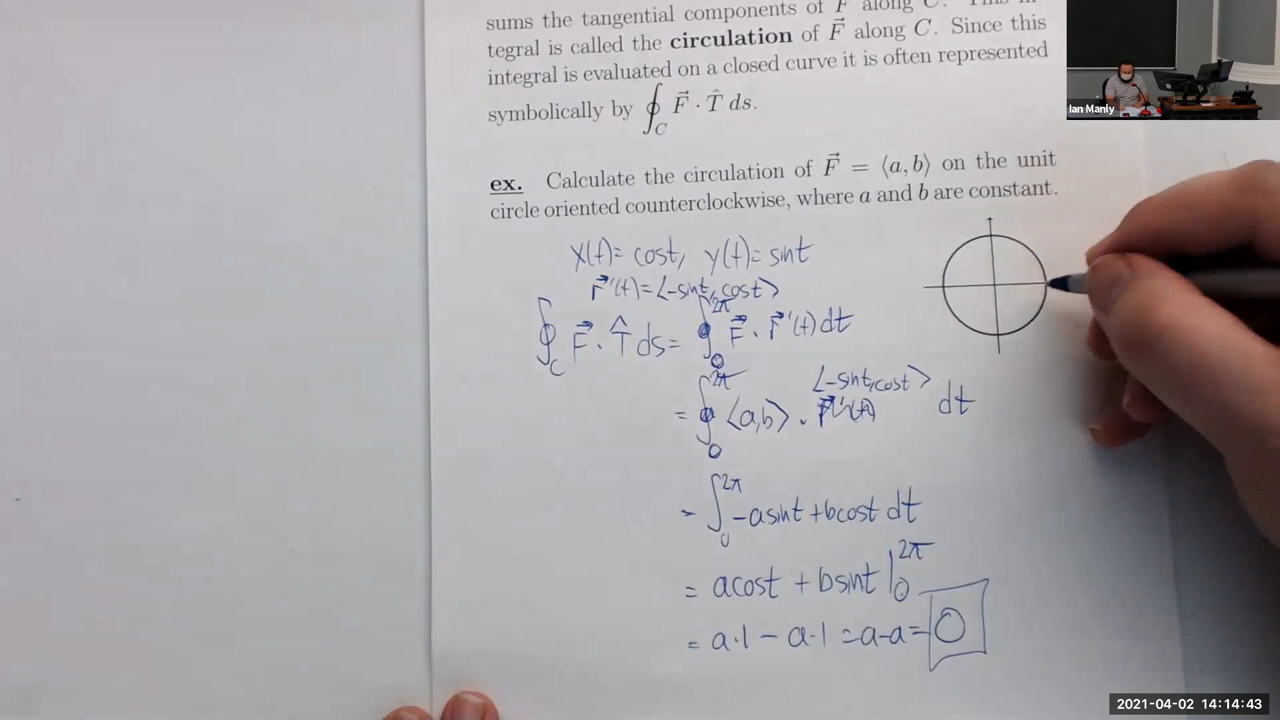 sums the tangential components of F⃗ along C. This in-
tegral is called the circulation of F⃗ along C. Since this
integral is evaluated on a closed curve it is often represented
symbolically by ∮_C F⃗ · T̂ ds.
Ian Manly
ex. Calculate the circulation of F⃗ = ⟨a, b⟩ on the unit
circle oriented counterclockwise, where a and b are constant.
x(t)= cost, y(t)= sint
r⃗'(t)=⟨-sint, cost⟩
∮_C F⃗ · T̂ ds = ∫_0^2π F⃗ · r⃗'(t) dt
⟨-sint, cost⟩
= ∫_0^2π ⟨a,b⟩ · r⃗'(t) dt
= ∫_0^2π -asint + bcost dt
= acost + bsint |_0^2π
= a·1 - a·1 = a-a = 0
2021-04-02 14:14:43